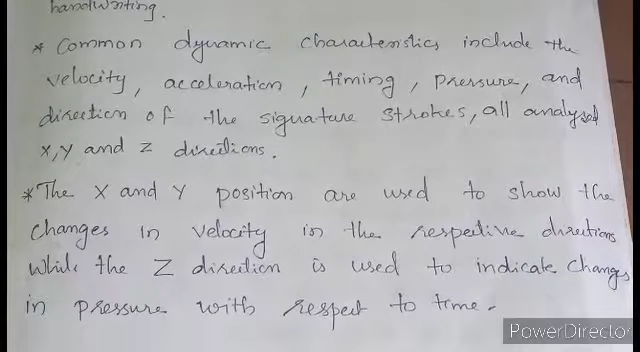 handwriting.
* Common dynamic characteristics include the
velocity, acceleration, timing, pressure, and
direction of the signature strokes, all analyzed
X, Y and Z directions.
* The X and Y position are used to show the
changes in velocity in the respective directions
While the Z direction is used to indicate changes
in pressure with respect to time.
PowerDirector